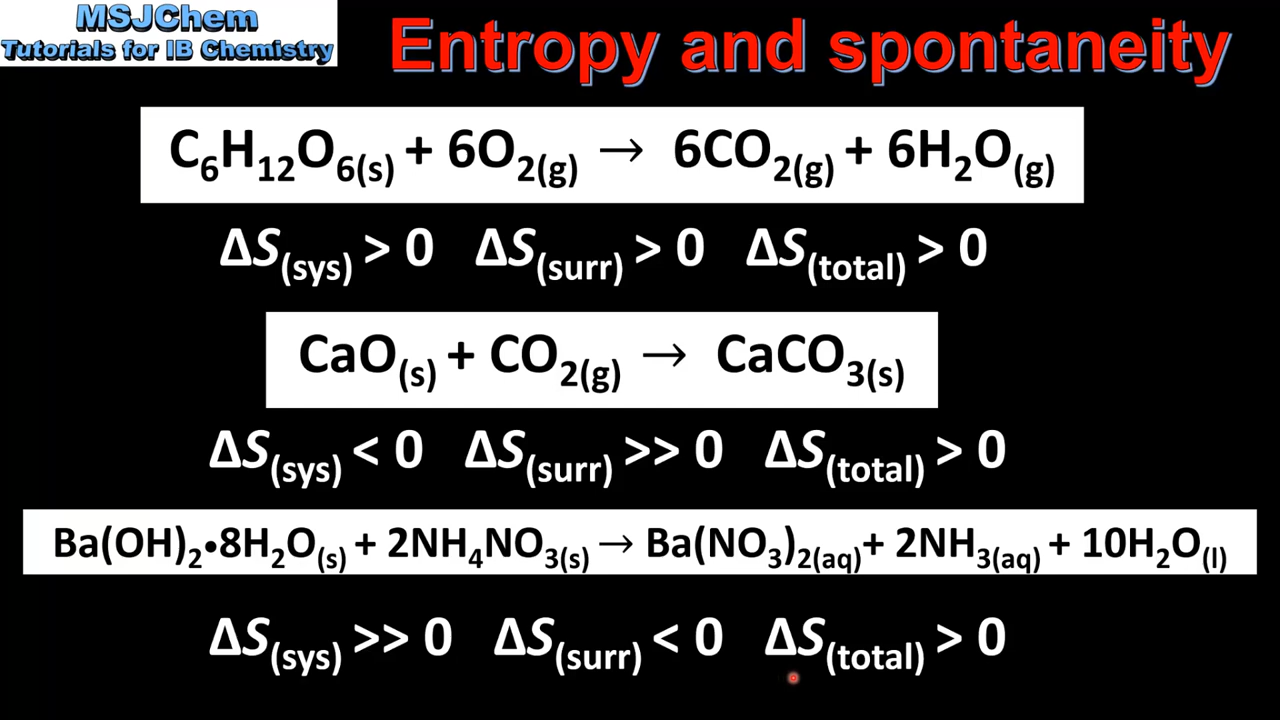 MSJChem
Tutorials for IB Chemistry
Entropy and spontaneity
C₆H₁₂O₆₍ₛ₎ + 6O₂(g) → 6CO₂(g) + 6H₂O(g)
ΔS(sys) > 0 ΔS(surr) > 0 ΔS(total) > 0
CaO(s) + CO₂(g) → CaCO₃(s)
ΔS(sys) < 0 ΔS(surr) >> 0 ΔS(total) > 0
Ba(OH)₂•8H₂O(s) + 2NH₄NO₃(s) → Ba(NO₃)₂(aq) + 2NH₃(aq) + 10H₂O(l)
ΔS(sys) >> 0 ΔS(surr) < 0 ΔS(total) > 0